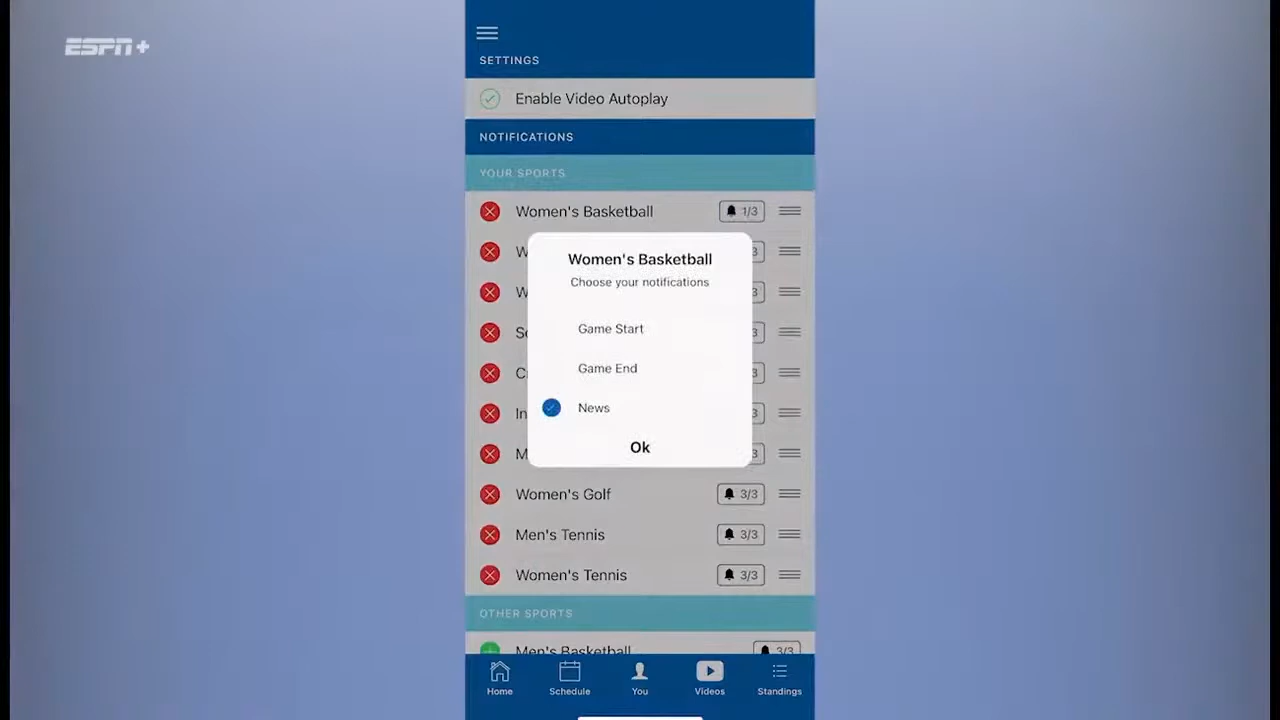 ESPN+
SETTINGS
Enable Video Autoplay
NOTIFICATIONS
YOUR SPORTS
Women's Basketball 1/3
Women's Basketball
Choose your notifications
Game Start
Game End
News
Ok
Women's Golf 3/3
Men's Tennis 3/3
Women's Tennis 3/3
OTHER SPORTS
Men's Basketball 3/3
Home Schedule You Videos Standings